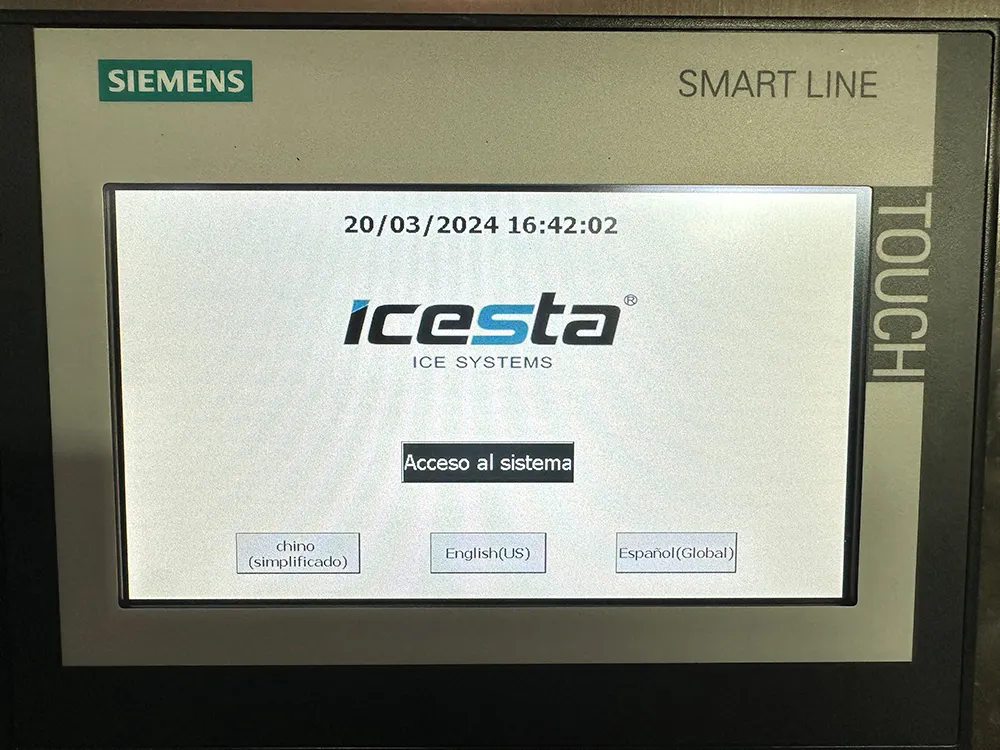 SIEMENS
SMART LINE
TOUCH
20/03/2024 16:42:02
icesta®
ICE SYSTEMS
Acceso al sistema
chino
(simplificado)
English(US)
Español(Global)